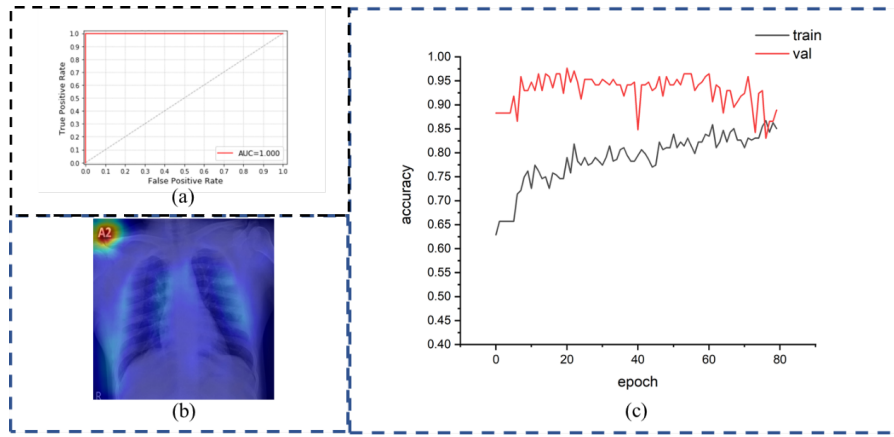 1.0
0.9
0.8
0.7
0.6
0.5
0.4
0.3
0.2
0.1
0.0
True Positive Rate
AUC=1.000
0.0 0.1 0.2 0.3 0.4 0.5 0.6 0.7 0.8 0.9 1.0
False Positive Rate
(a)
A2
R
(b)
train
val
1.00
0.95
0.90
0.85
0.80
0.75
0.70
0.65
0.60
0.55
0.50
0.45
0.40
accuracy
0 20 40 60 80
epoch
(c)